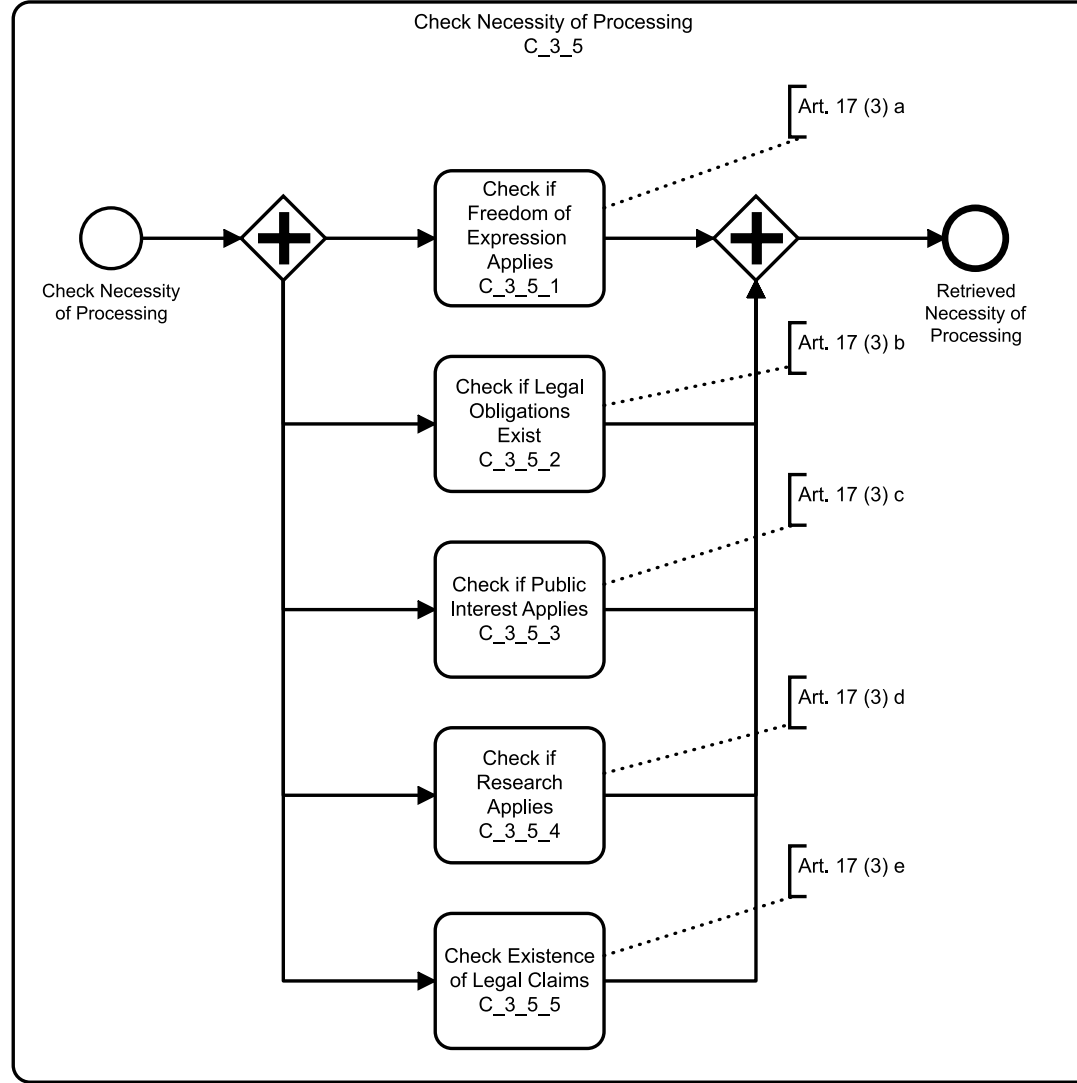 Check Necessity of Processing
C_3_5
Art. 17 (3) a
Check if
Freedom of
Expression
Applies
C_3_5_1
Check Necessity
of Processing
Retrieved
Necessity of
Processing
Art. 17 (3) b
Check if Legal
Obligations
Exist
C_3_5_2
Art. 17 (3) c
Check if Public
Interest Applies
C_3_5_3
Art. 17 (3) d
Check if
Research
Applies
C_3_5_4
Art. 17 (3) e
Check Existence
of Legal Claims
C_3_5_5